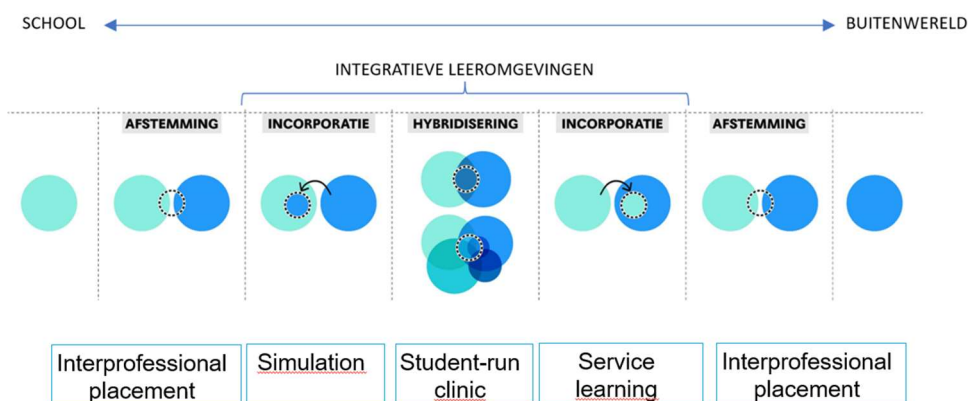 SCHOOL
BUITENWERELD
INTEGRATIEVE LEEROMGEVINGEN
AFSTEMMING
INCORPORATIE
HYBRIDISERING
INCORPORATIE
AFSTEMMING
Interprofessional
placement
Simulation
Student-run
clinic
Service
learning
Interprofessional
placement